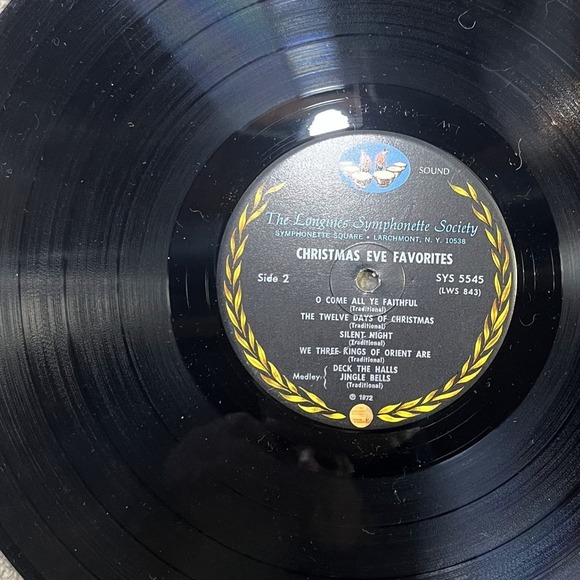 SOUND
The Longines Symphonette Society
SYMPHONETTE SQUARE • LARCHMONT, N. Y. 10538
CHRISTMAS EVE FAVORITES
Side 2 SYS 5545
(LWS 843)
O COME ALL YE FAITHFUL
(Traditional)
THE TWELVE DAYS OF CHRISTMAS
(Traditional)
SILENT NIGHT
(Traditional)
WE THREE KINGS OF ORIENT ARE
(Traditional)
Medley { DECK THE HALLS
JINGLE BELLS
(Traditional)
℗ 1972